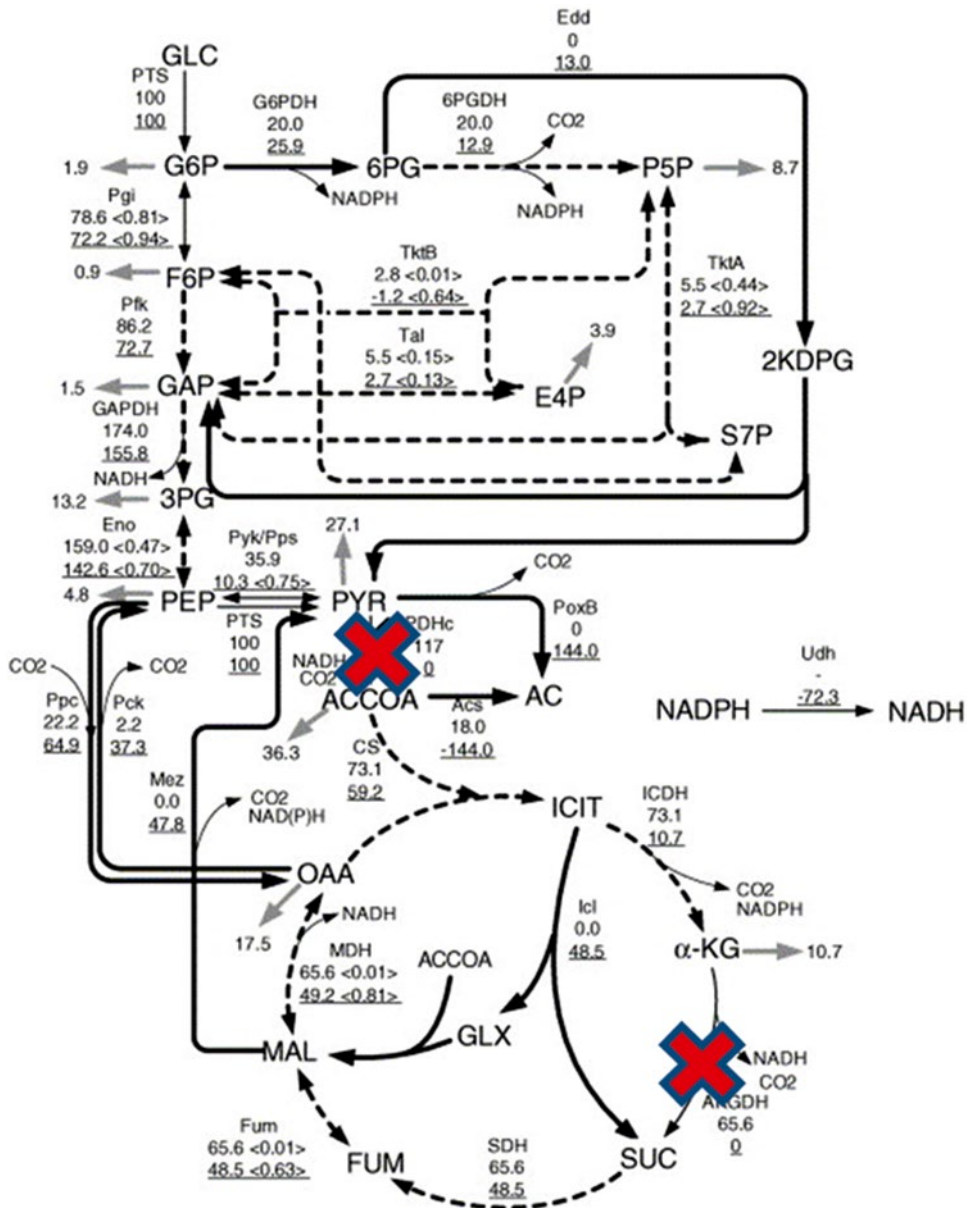 Edd
0
13.0
GLC
PTS
100
100
G6PDH
20.0
25.9
6PGDH
20.0
12.9
CO2
1.9
G6P
6PG
P5P
8.7
NADPH
NADPH
Pgi
78.6 <0.81>
72.2 <0.94>
TktB
2.8 <0.01>
-1.2 <0.64>
TktA
5.5 <0.44>
2.7 <0.92>
0.9
F6P
Pfk
86.2
72.7
Tal
5.5 <0.15>
2.7 <0.13>
3.9
2KDPG
1.5
GAP
E4P
GAPDH
174.0
155.8
S7P
NADH
13.2
3PG
27.1
Eno
159.0 <0.47>
142.6 <0.70>
Pyk/Pps
35.9
10.3 <0.75>
CO2
4.8
PEP
PYR
PTS
100
100
PDHc
117
0
PoxB
0
144.0
NADH
CO2
CO2
CO2
Ppc
22.2
64.9
Pck
2.2
37.3
ACCOA
AC
Acs
18.0
-144.0
Udh
-
-72.3
NADPH
NADH
36.3
CS
73.1
59.2
Mez
0.0
47.8
CO2
NAD(P)H
ICIT
ICDH
73.1
10.7
OAA
CO2
NADPH
17.5
NADH
Icl
0.0
48.5
MDH
65.6 <0.01>
49.2 <0.81>
ACCOA
α-KG
10.7
GLX
MAL
NADH
CO2
AKGDH
65.6
0
Fum
65.6 <0.01>
48.5 <0.63>
FUM
SDH
65.6
48.5
SUC